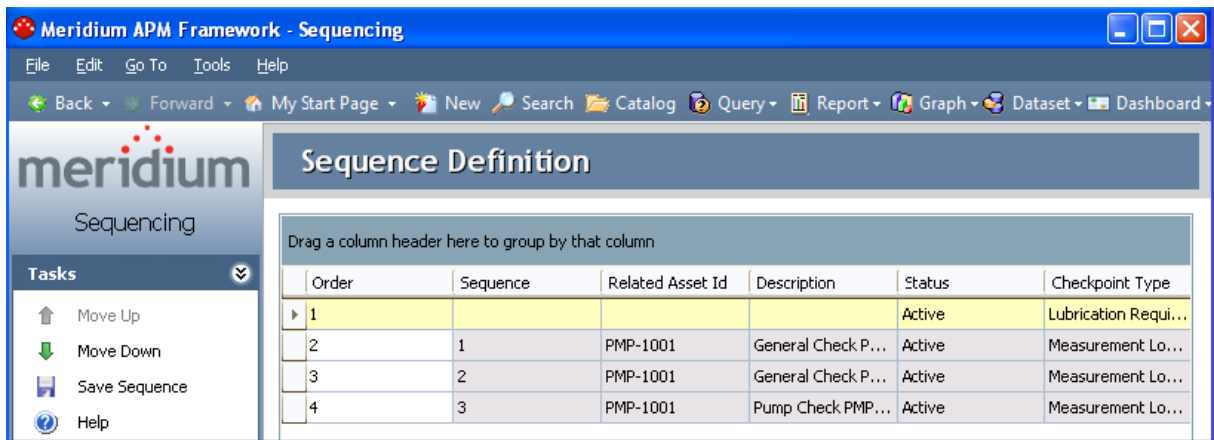 Meridium APM Framework - Sequencing
File Edit Go To Tools Help
Back Forward My Start Page New Search Catalog Query Report Graph Dataset Dashboard
meridium
Sequencing
Sequence Definition
Drag a column header here to group by that column
Tasks
Move Up
Move Down
Save Sequence
Help
Order Sequence Related Asset Id Description Status Checkpoint Type
1 Active Lubrication Requi...
2 1 PMP-1001 General Check P... Active Measurement Lo...
3 2 PMP-1001 General Check P... Active Measurement Lo...
4 3 PMP-1001 Pump Check PMP... Active Measurement Lo...